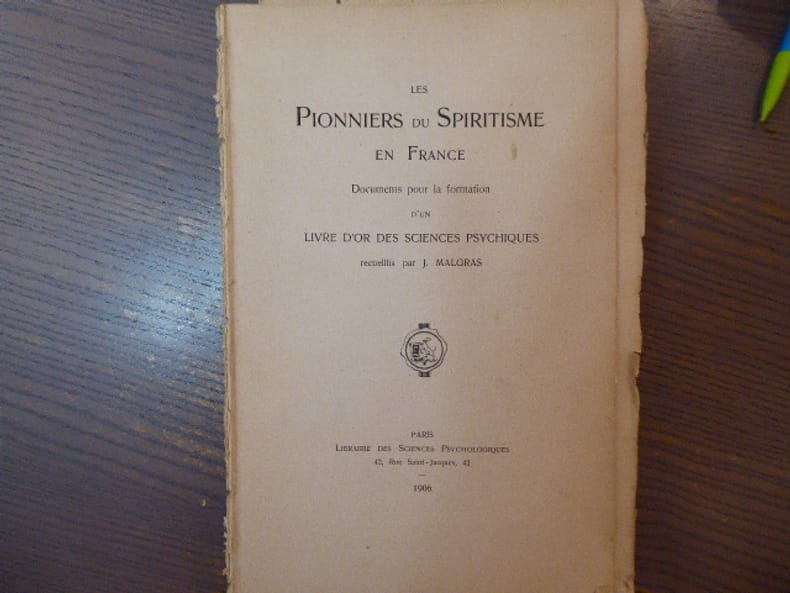 LES
PIONNIERS DU SPIRITISME
EN FRANCE
Documents pour la formation
D'UN
LIVRE D'OR DES SCIENCES PSYCHIQUES
recueillis par J. MALGRAS
PARIS
LIBRAIRIE DES SCIENCES PSYCHOLOGIQUES
42, Rue Saint-Jacques, 42
1906